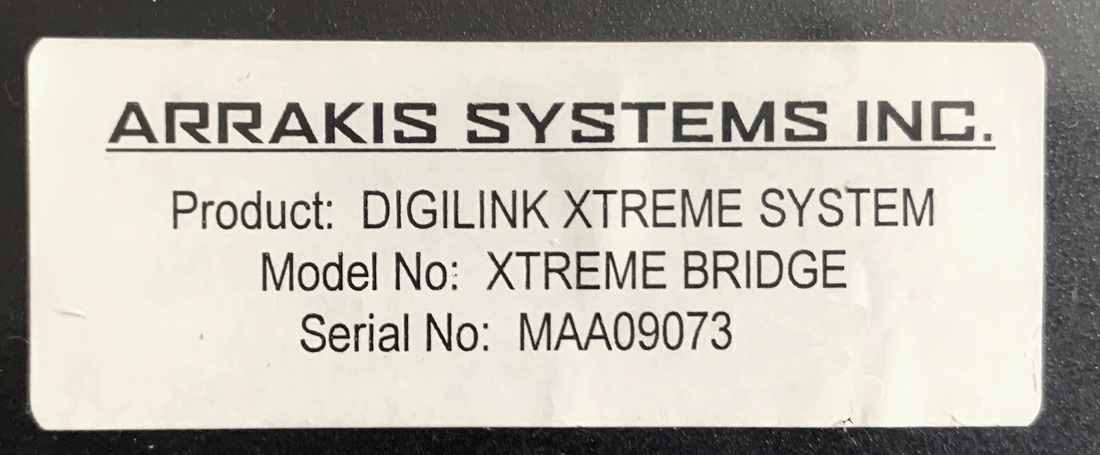 ARRAKIS SYSTEMS INC.
Product: DIGILINK XTREME SYSTEM
Model No: XTREME BRIDGE
Serial No: MAA09073